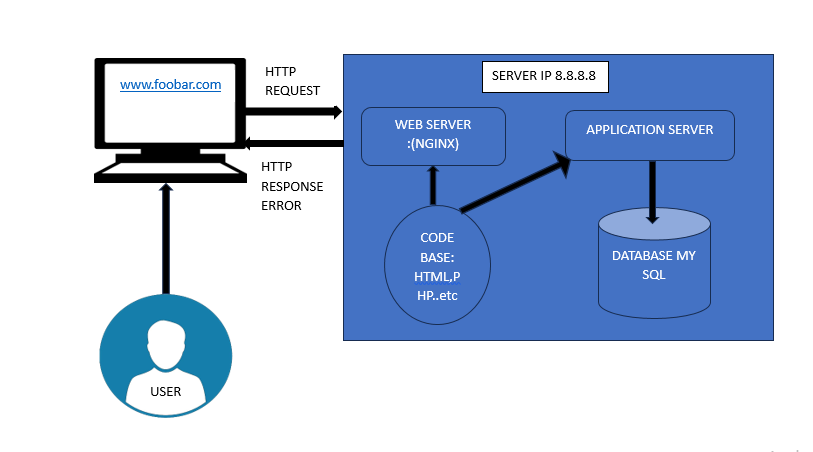 www.foobar.com
HTTP
REQUEST
HTTP
RESPONSE
ERROR
SERVER IP 8.8.8.8
WEB SERVER
:(NGINX)
APPLICATION SERVER
CODE
BASE:
HTML,P
HP..etc
DATABASE MY
SQL
USER